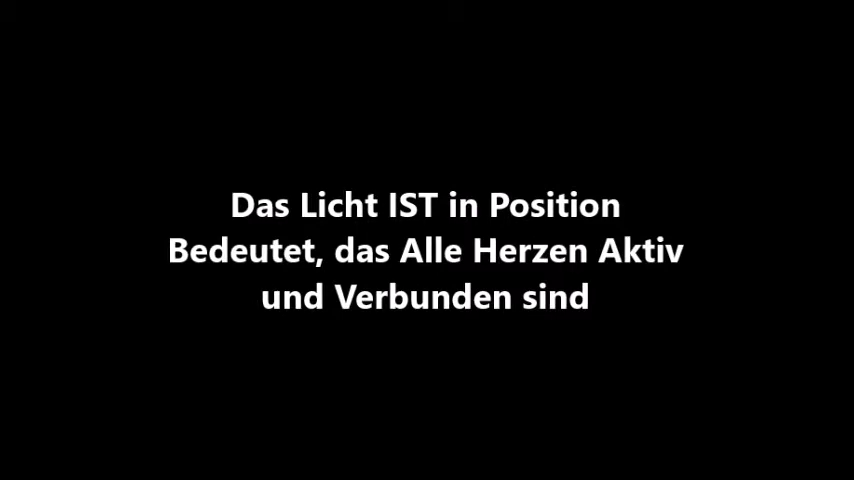 Das Licht IST in Position
Bedeutet, das Alle Herzen Aktiv
und Verbunden sind